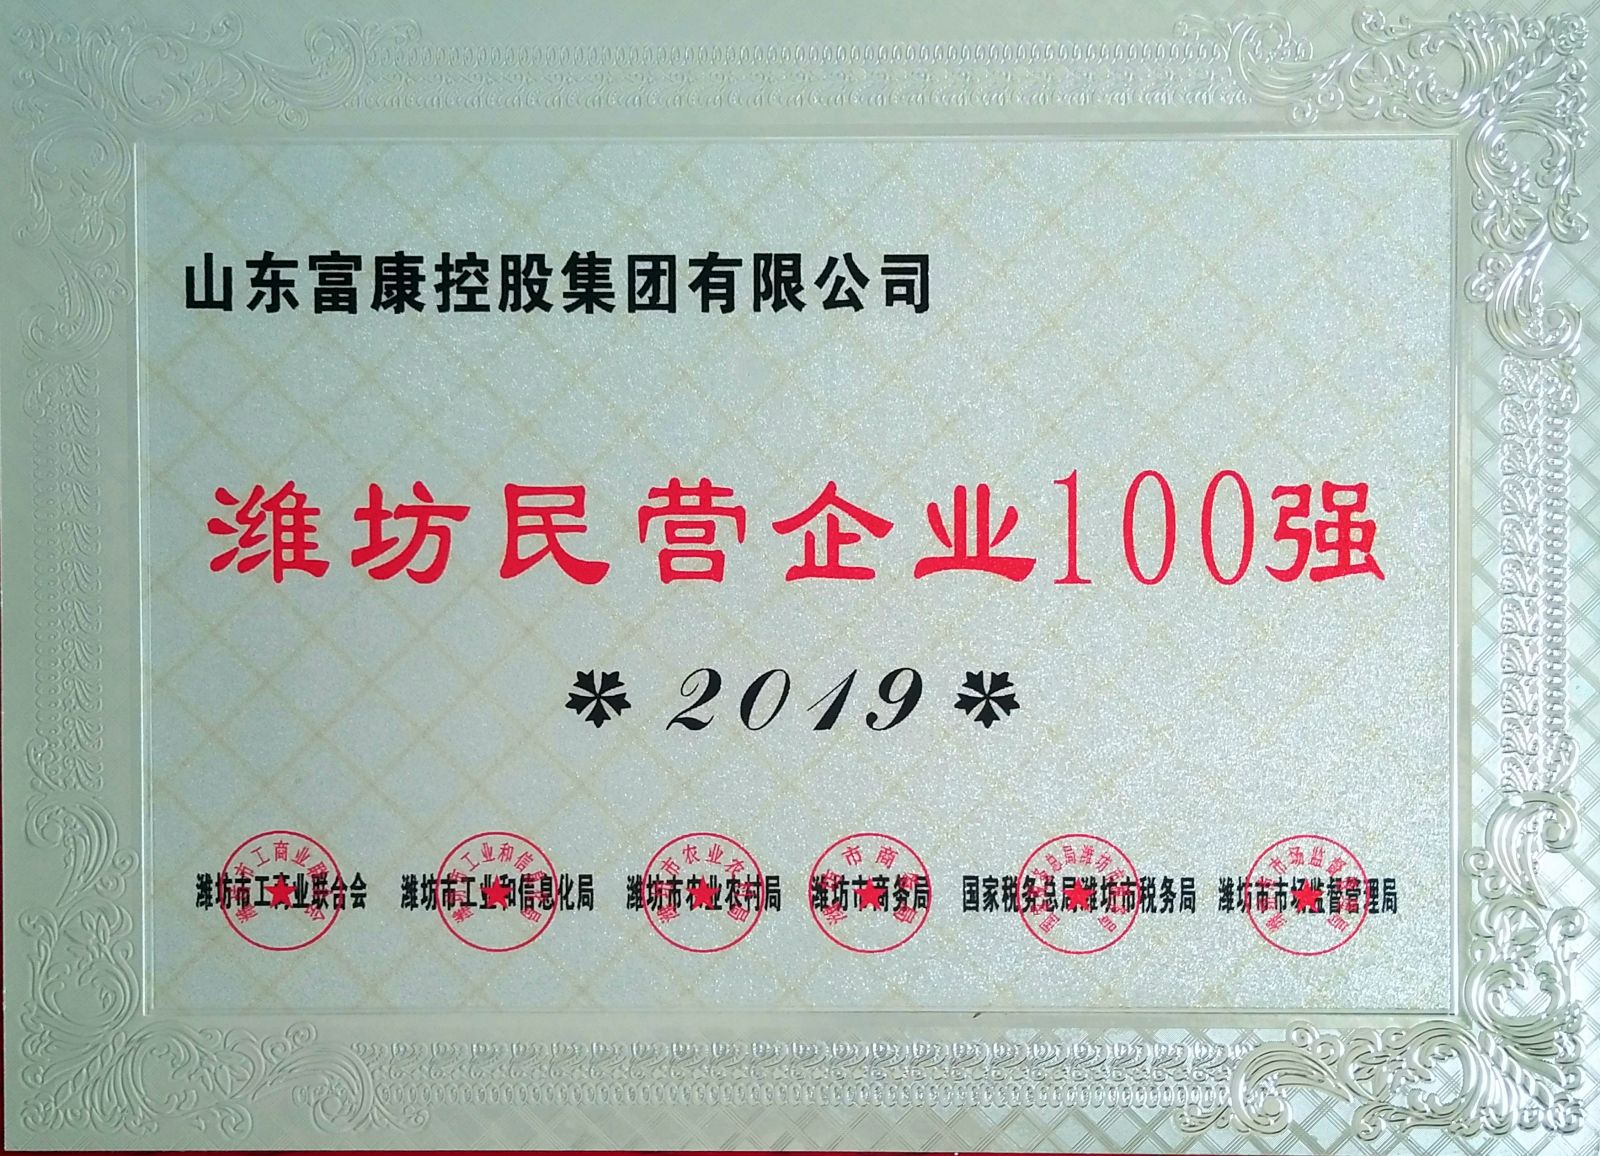 山东富康控股集团有限公司
潍坊民营企业100强
2019
潍坊市工商业联合会 潍坊市工业和信息化局 潍坊市农业农村局 潍坊市商务局 国家税务总局潍坊市税务局 潍坊市市场监督管理局